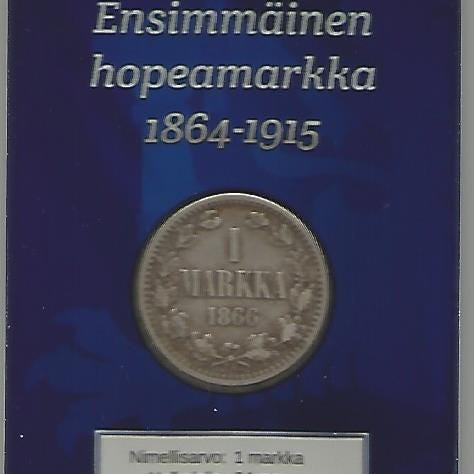 Ensimmäinen
hopeamarkka
1864-1915
1
MARKKA
1866
Nimellisarvo: 1 markka